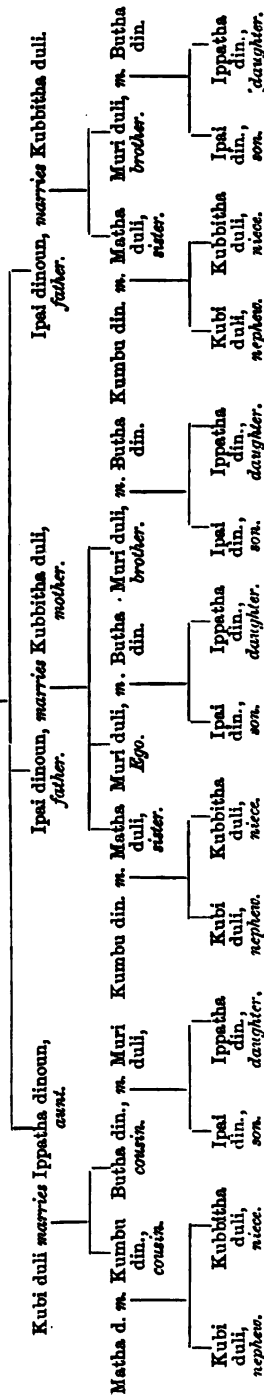 Kubi duli marries Ippatha dinoun, Ipai dinoun, marries Kubbitha duli, Ipai dinoun, marries Kubbitha duli.
aunt. father. mother. father.
Matha d. m. Kumbu Butha din., m. Muri Kumbu din. m. Matha Muri duli, m. Butha Muri duli, m. Butha Kumbu din. m. Matha Muri duli, m. Butha
din., cousin. duli, duli, Ego. din. brother. din. duli, brother. din.
cousin. sister. sister.
Kubi Kubbitha Ipai Ippatha Kubi Kubbitha Ipai Ippatha Ipai Ippatha Kubi Kubbitha Ipai Ippatha
duli, duli, din., din., duli, duli, din., din., din., din., duli, duli, din., din.,
nephew. niece. son. daughter. nephew. niece. son. daughter. son. daughter. nephew. niece. son. daughter.